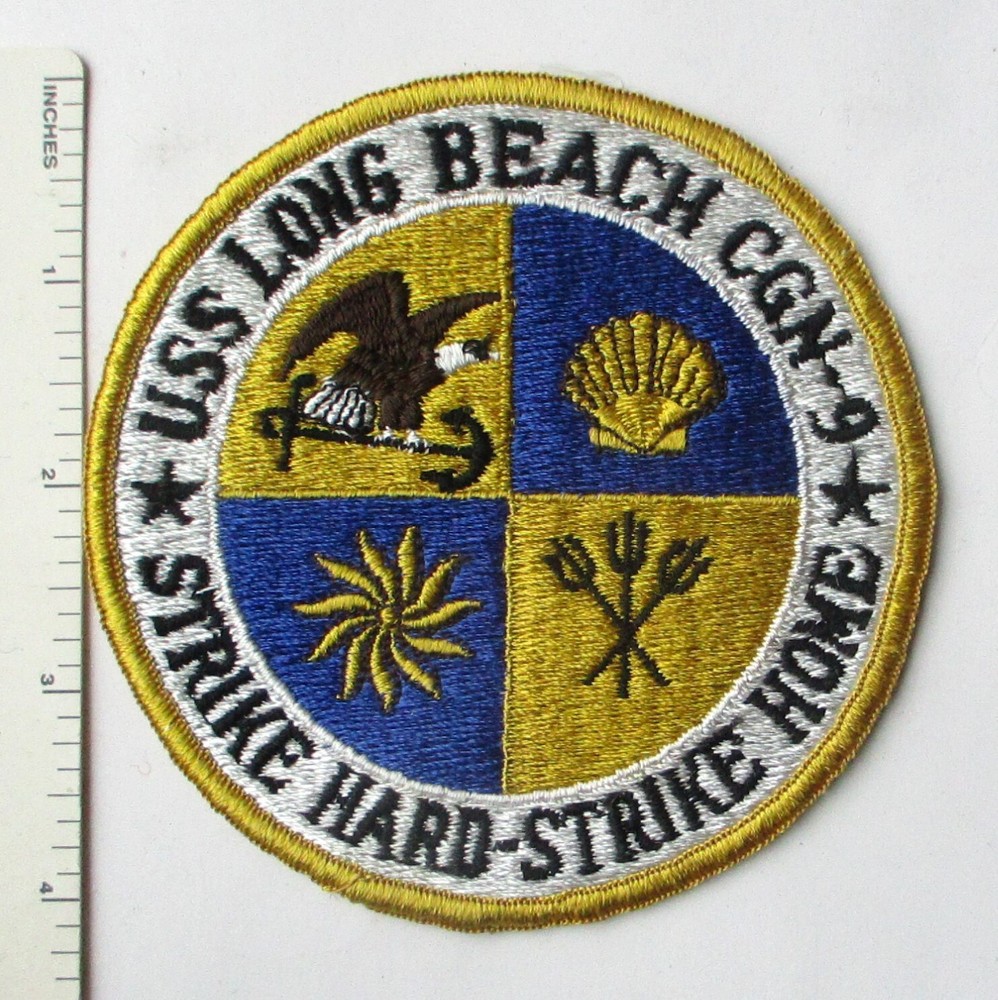 INCHES
1
2
3
4
USS LONG BEACH CGN-9
STRIKE HARD-STRIKE HOME